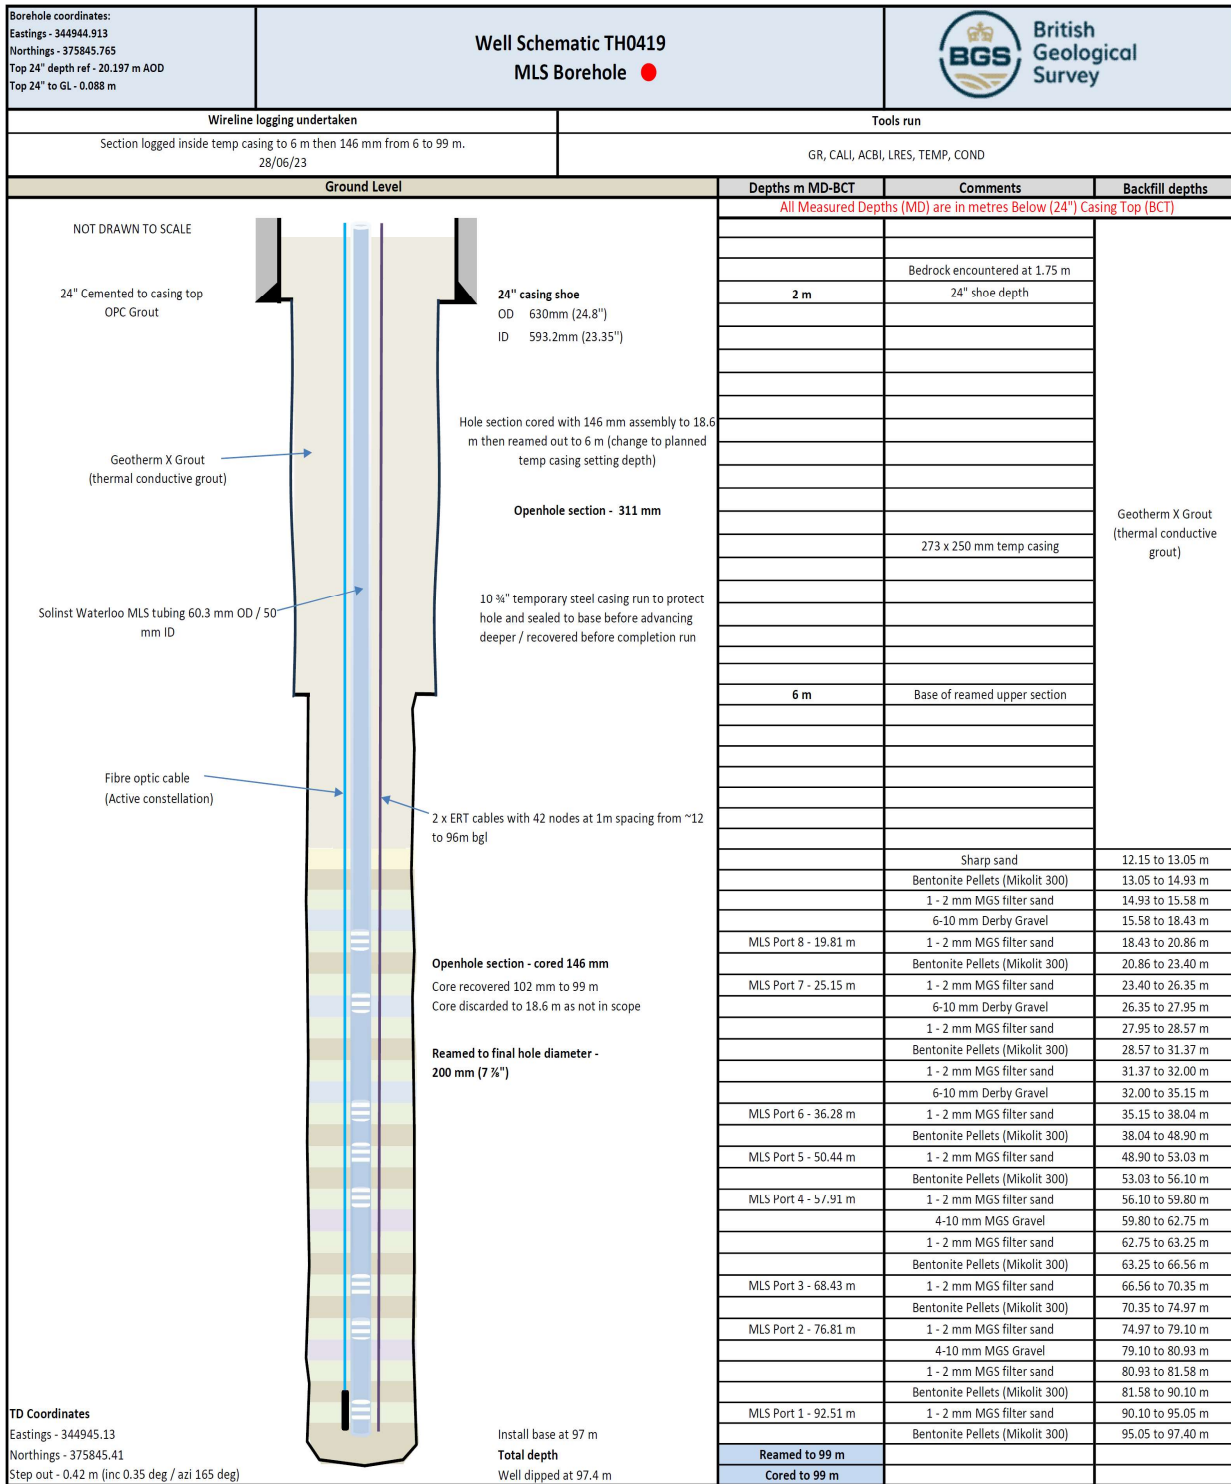 Borehole coordinates:
Eastings - 344944.913
Northings - 375845.765
Top 24" depth ref - 20.197 m AOD
Top 24" to GL - 0.088 m
Well Schematic TH0419
MLS Borehole
BGS
British
Geological
Survey
Wireline logging undertaken
Tools run
Section logged inside temp casing to 6 m then 146 mm from 6 to 99 m.
28/06/23
GR, CALI, ACBI, LRES, TEMP, COND
Ground Level
Depths m MD-BCT
Comments
Backfill depths
All Measured Depths (MD) are in metres Below (24") Casing Top (BCT)
NOT DRAWN TO SCALE
24" Cemented to casing top
OPC Grout
24" casing shoe
OD 630mm (24.8")
ID 593.2mm (23.35")
Bedrock encountered at 1.75 m
2 m
24" shoe depth
Hole section cored with 146 mm assembly to 18.6
m then reamed out to 6 m (change to planned
temp casing setting depth)
Geotherm X Grout
(thermal conductive grout)
Openhole section - 311 mm
273 x 250 mm temp casing
Geotherm X Grout
(thermal conductive
grout)
Solinst Waterloo MLS tubing 60.3 mm OD / 50
mm ID
10 ¾" temporary steel casing run to protect
hole and sealed to base before advancing
deeper / recovered before completion run
6 m
Base of reamed upper section
Fibre optic cable
(Active constellation)
2 x ERT cables with 42 nodes at 1m spacing from ~12
to 96m bgl
Sharp sand 12.15 to 13.05 m
Bentonite Pellets (Mikolit 300) 13.05 to 14.93 m
1 - 2 mm MGS filter sand 14.93 to 15.58 m
6-10 mm Derby Gravel 15.58 to 18.43 m
MLS Port 8 - 19.81 m 1 - 2 mm MGS filter sand 18.43 to 20.86 m
Bentonite Pellets (Mikolit 300) 20.86 to 23.40 m
MLS Port 7 - 25.15 m 1 - 2 mm MGS filter sand 23.40 to 26.35 m
6-10 mm Derby Gravel 26.35 to 27.95 m
1 - 2 mm MGS filter sand 27.95 to 28.57 m
Bentonite Pellets (Mikolit 300) 28.57 to 31.37 m
1 - 2 mm MGS filter sand 31.37 to 32.00 m
6-10 mm Derby Gravel 32.00 to 35.15 m
MLS Port 6 - 36.28 m 1 - 2 mm MGS filter sand 35.15 to 38.04 m
Bentonite Pellets (Mikolit 300) 38.04 to 48.90 m
MLS Port 5 - 50.44 m 1 - 2 mm MGS filter sand 48.90 to 53.03 m
Bentonite Pellets (Mikolit 300) 53.03 to 56.10 m
MLS Port 4 - 57.91 m 1 - 2 mm MGS filter sand 56.10 to 59.80 m
4-10 mm MGS Gravel 59.80 to 62.75 m
1 - 2 mm MGS filter sand 62.75 to 63.25 m
Bentonite Pellets (Mikolit 300) 63.25 to 66.56 m
MLS Port 3 - 68.43 m 1 - 2 mm MGS filter sand 66.56 to 70.35 m
Bentonite Pellets (Mikolit 300) 70.35 to 74.97 m
MLS Port 2 - 76.81 m 1 - 2 mm MGS filter sand 74.97 to 79.10 m
4-10 mm MGS Gravel 79.10 to 80.93 m
1 - 2 mm MGS filter sand 80.93 to 81.58 m
Bentonite Pellets (Mikolit 300) 81.58 to 90.10 m
MLS Port 1 - 92.51 m 1 - 2 mm MGS filter sand 90.10 to 95.05 m
Bentonite Pellets (Mikolit 300) 95.05 to 97.40 m
Openhole section - cored 146 mm
Core recovered 102 mm to 99 m
Core discarded to 18.6 m as not in scope
Reamed to final hole diameter -
200 mm (7 ⅞")
TD Coordinates
Eastings - 344945.13
Northings - 375845.41
Step out - 0.42 m (inc 0.35 deg / azi 165 deg)
Install base at 97 m
Total depth
Well dipped at 97.4 m
Reamed to 99 m
Cored to 99 m